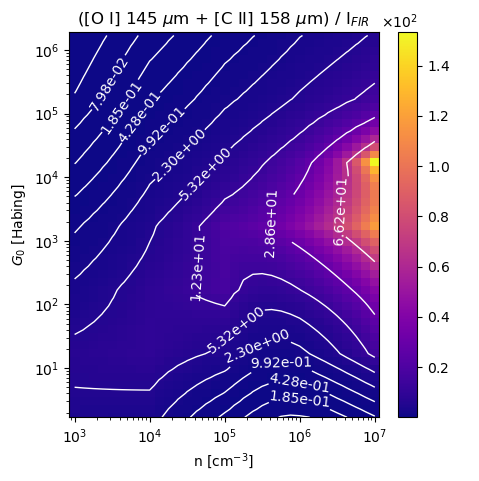 ([O I] 145 μm + [C II] 158 μm) / I_FIR
×10²
G₀ [Habing]
10⁶
10⁵
10⁴
10³
10²
10¹
7.98e-02
1.85e-01
4.28e-01
9.92e-01
2.30e+00
5.32e+00
1.23e+01
2.86e+01
6.62e+01
5.32e+00
2.30e+00
9.92e-01
4.28e-01
1.85e-01
1.4
1.2
1.0
0.8
0.6
0.4
0.2
10³ 10⁴ 10⁵ 10⁶ 10⁷
n [cm⁻³]